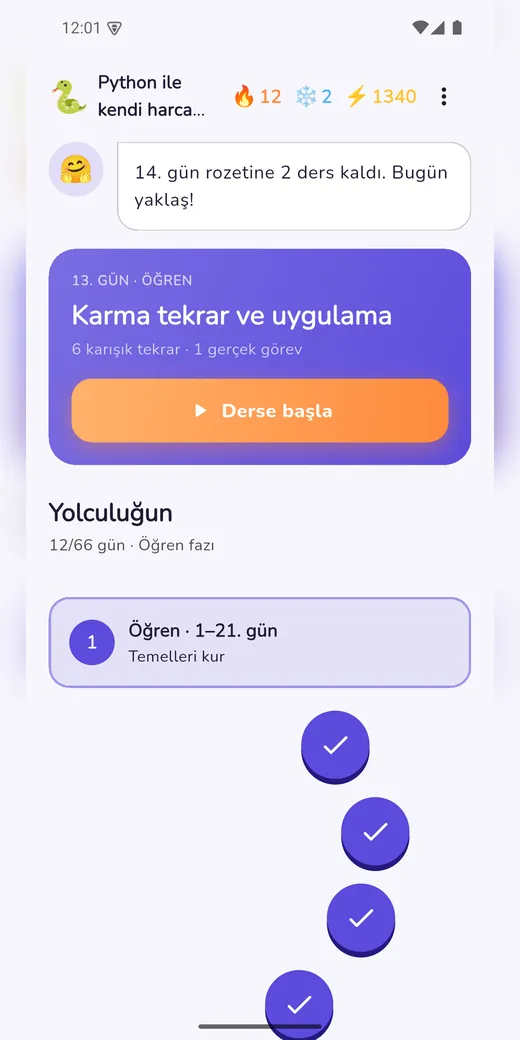 12:01
Python ile
kendi harca...
12
2
1340
14. gün rozetine 2 ders kaldı. Bugün
yaklaş!
13. GÜN · ÖĞREN
Karma tekrar ve uygulama
6 karışık tekrar · 1 gerçek görev
Derse başla
Yolculuğun
12/66 gün · Öğren fazı
1
Öğren · 1–21. gün
Temelleri kur